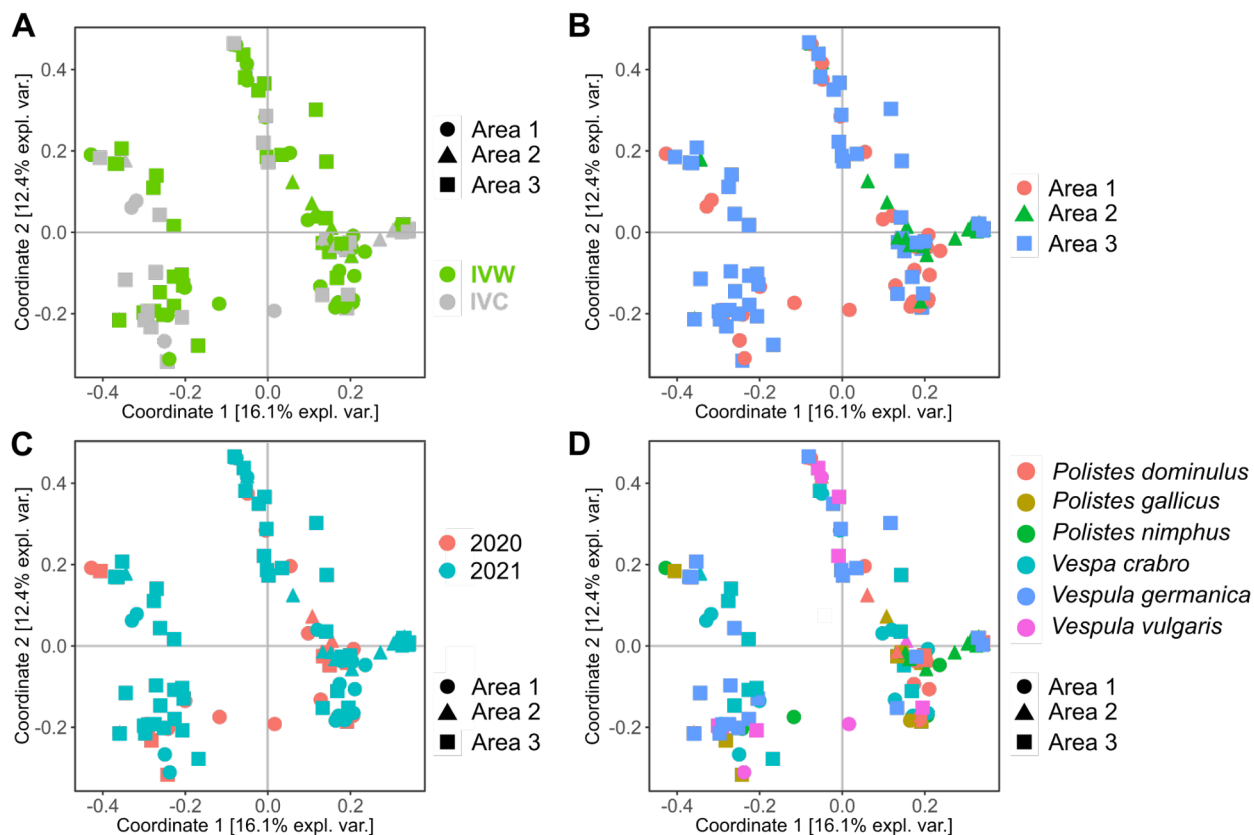 A
Coordinate 2 [12.4% expl. var.]
0.4
0.2
0.0
-0.2
-0.4
-0.2
0.0
0.2
Coordinate 1 [16.1% expl. var.]
Area 1
Area 2
Area 3
IVW
IVC
B
Coordinate 2 [12.4% expl. var.]
0.4
0.2
0.0
-0.2
-0.4
-0.2
0.0
0.2
Coordinate 1 [16.1% expl. var.]
Area 1
Area 2
Area 3
C
Coordinate 2 [12.4% expl. var.]
0.4
0.2
0.0
-0.2
-0.4
-0.2
0.0
0.2
Coordinate 1 [16.1% expl. var.]
2020
2021
Area 1
Area 2
Area 3
D
Coordinate 2 [12.4% expl. var.]
0.4
0.2
0.0
-0.2
-0.4
-0.2
0.0
0.2
Coordinate 1 [16.1% expl. var.]
Polistes dominulus
Polistes gallicus
Polistes nimphus
Vespa crabro
Vespula germanica
Vespula vulgaris
Area 1
Area 2
Area 3